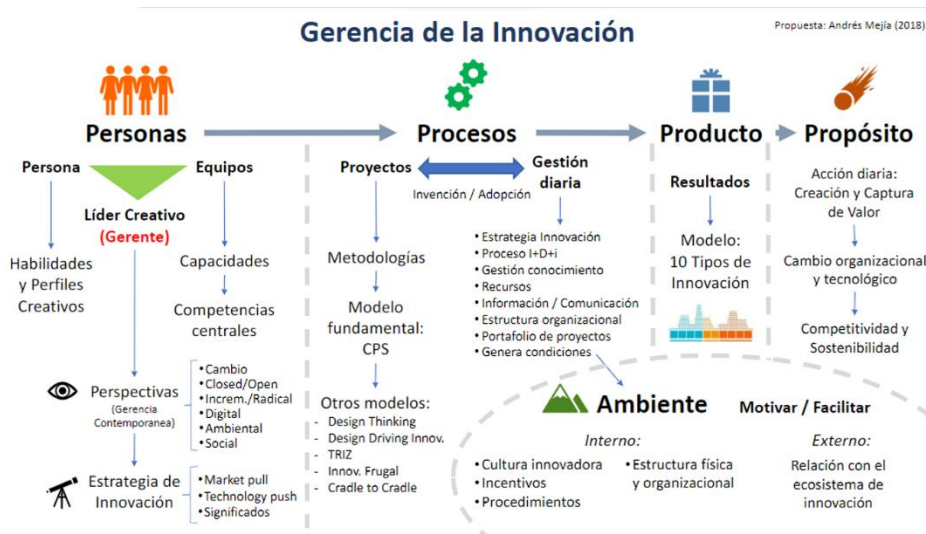 Gerencia de la Innovación
Propuesta: Andrés Mejía (2018)
Personas
Procesos
Producto
Propósito
Persona
Equipos
Líder Creativo
(Gerente)
Habilidades
y Perfiles
Creativos
Capacidades
Competencias
centrales
Perspectivas
(Gerencia
Contemporanea)
•Cambio
•Closed/Open
•Increm./Radical
•Digital
•Ambiental
•Social
Estrategia de
Innovación
•Market pull
•Technology push
•Significados
Proyectos
Gestión
diaria
Invención / Adopción
Metodologías
Modelo
fundamental:
CPS
Otros modelos:
- Design Thinking
- Design Driving Innov.
- TRIZ
- Innov. Frugal
- Cradle to Cradle
• Estrategia Innovación
• Proceso I+D+i
• Gestión conocimiento
• Recursos
• Información / Comunicación
• Estructura organizacional
• Portafolio de proyectos
• Genera condiciones
Resultados
Modelo:
10 Tipos de
Innovación
Acción diaria:
Creación y Captura
de Valor
Cambio organizacional
y tecnológico
Competitividad y
Sostenibilidad
Ambiente
Motivar / Facilitar
Interno:
• Cultura innovadora
• Incentivos
• Procedimientos
• Estructura física
y organizacional
Externo:
Relación con el
ecosistema de
innovación